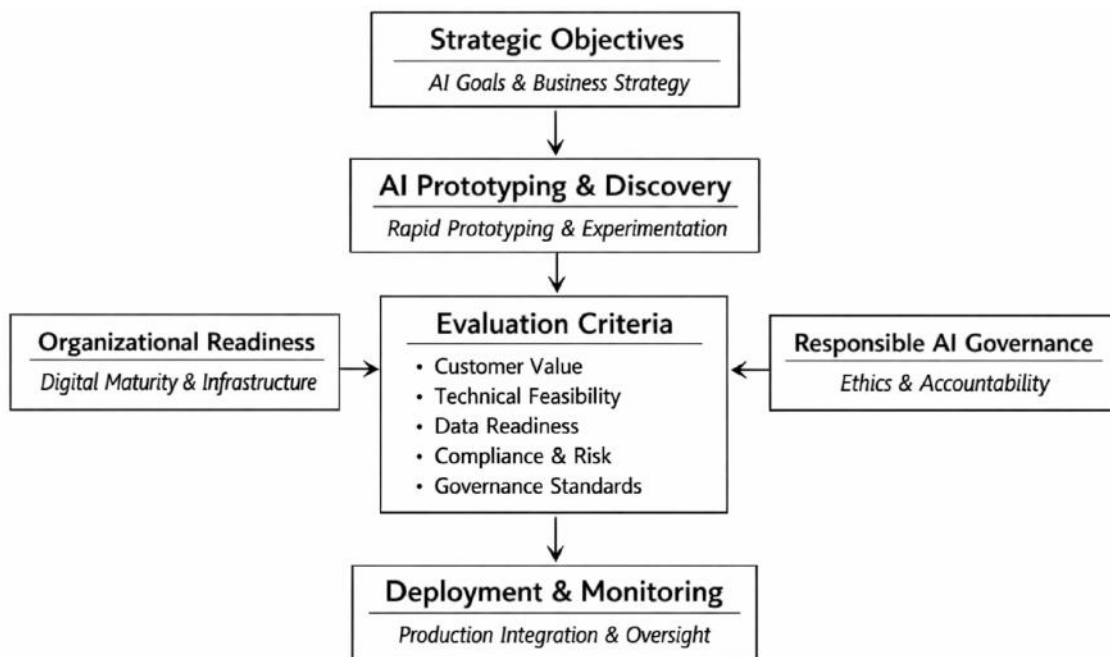 Strategic Objectives
AI Goals & Business Strategy
AI Prototyping & Discovery
Rapid Prototyping & Experimentation
Organizational Readiness
Digital Maturity & Infrastructure
Evaluation Criteria
• Customer Value
• Technical Feasibility
• Data Readiness
• Compliance & Risk
• Governance Standards
Responsible AI Governance
Ethics & Accountability
Deployment & Monitoring
Production Integration & Oversight